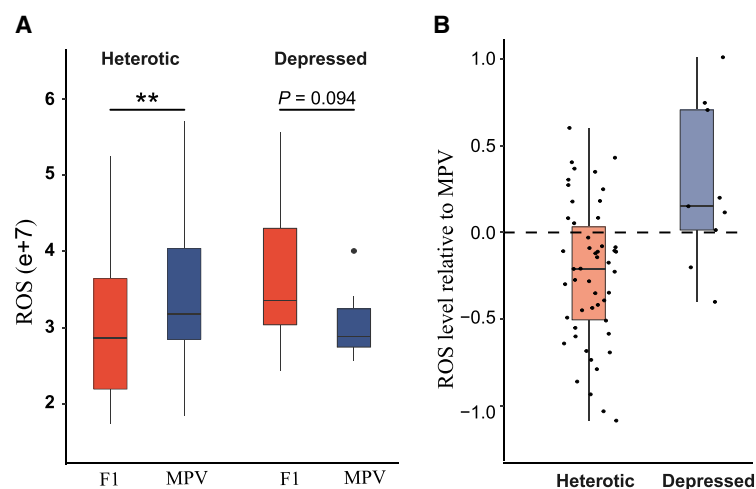 A
Heterotic Depressed
** P = 0.094
6
5
4
3
2
ROS (e+7)
F1 MPV F1 MPV
B
1.0
0.5
0.0
−0.5
−1.0
ROS level relative to MPV
Heterotic Depressed